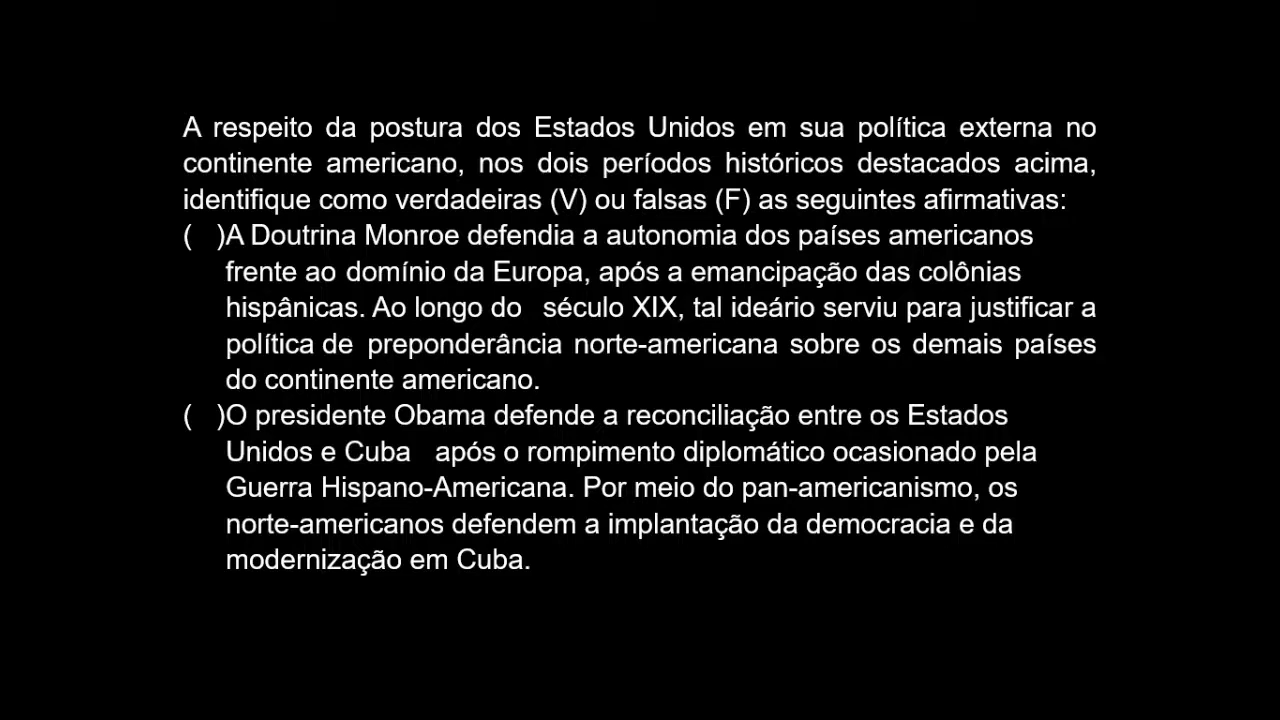 A respeito da postura dos Estados Unidos em sua política externa no
continente americano, nos dois períodos históricos destacados acima,
identifique como verdadeiras (V) ou falsas (F) as seguintes afirmativas:
( )A Doutrina Monroe defendia a autonomia dos países americanos
frente ao domínio da Europa, após a emancipação das colônias
hispânicas. Ao longo do século XIX, tal ideário serviu para justificar a
política de preponderância norte-americana sobre os demais países
do continente americano.
( )O presidente Obama defende a reconciliação entre os Estados
Unidos e Cuba após o rompimento diplomático ocasionado pela
Guerra Hispano-Americana. Por meio do pan-americanismo, os
norte-americanos defendem a implantação da democracia e da
modernização em Cuba.